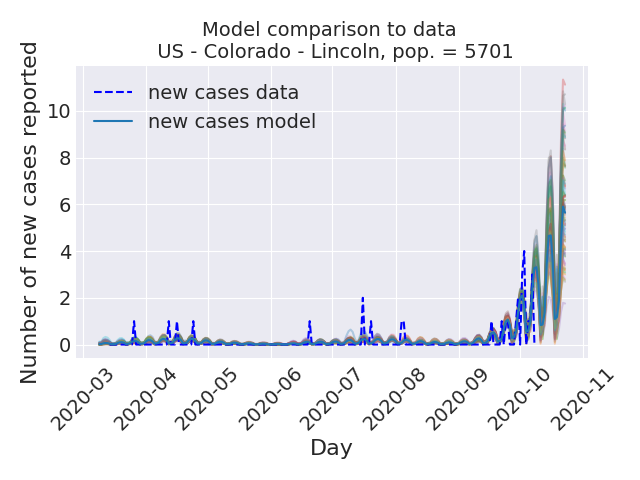 Model comparison to data
US - Colorado - Lincoln, pop. = 5701
new cases data
new cases model
Number of new cases reported
10
8
6
4
2
0
2020-03
2020-04
2020-05
2020-06
2020-07
2020-08
2020-09
2020-10
2020-11
Day